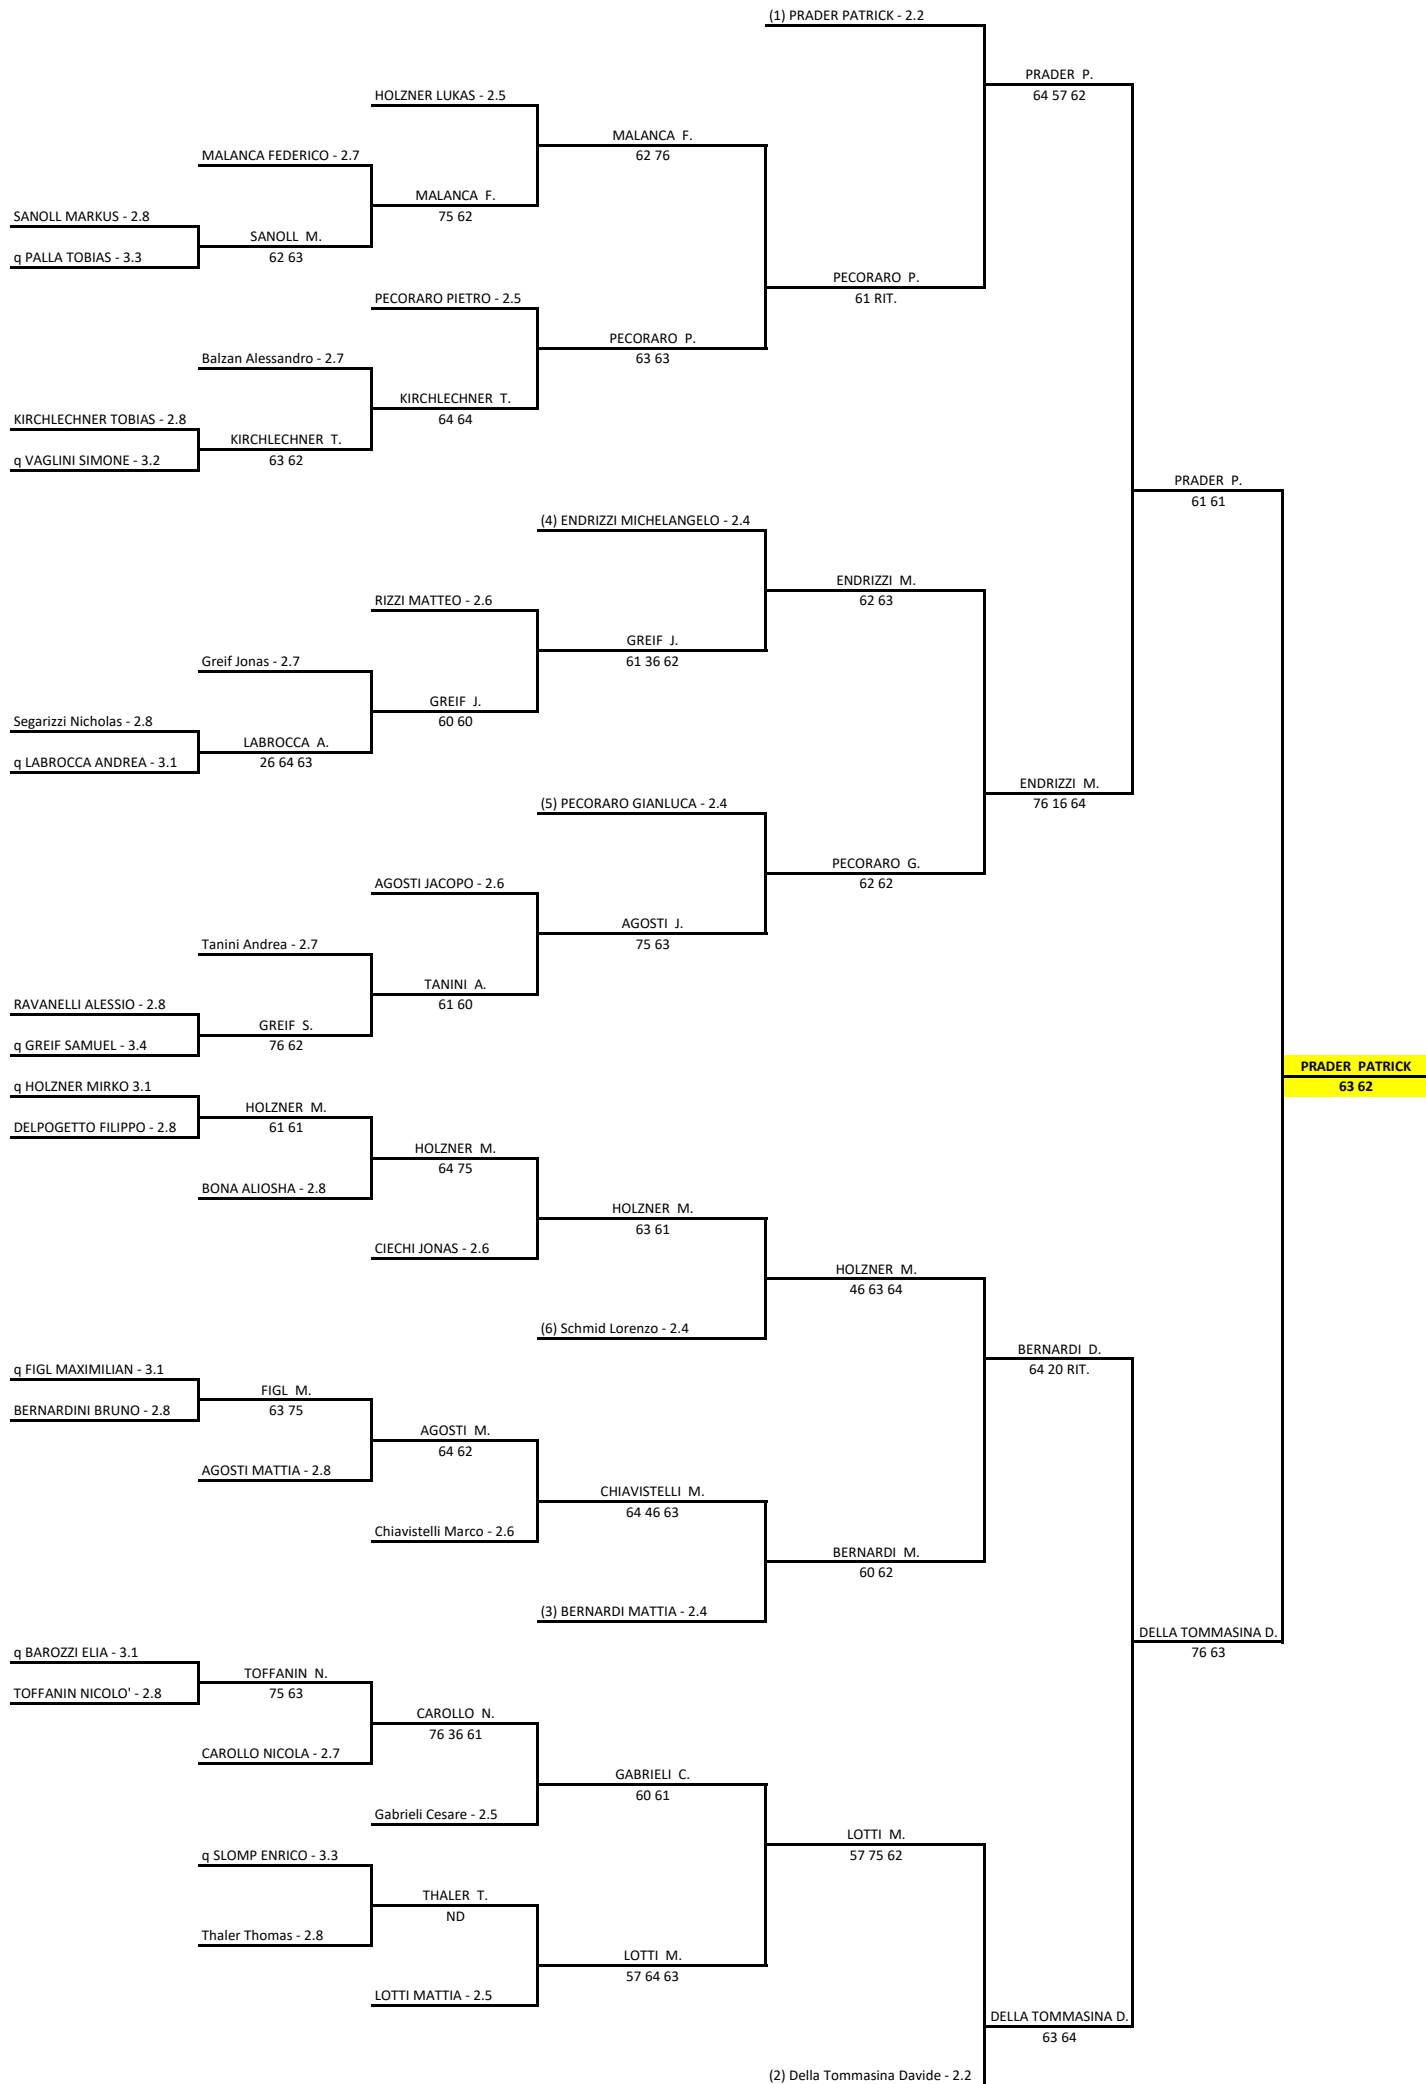 (1) PRADER PATRICK - 2.2
PRADER P.
64 57 62
HOLZNER LUKAS - 2.5
MALANCA F.
62 76
MALANCA FEDERICO - 2.7
MALANCA F.
75 62
SANOLL MARKUS - 2.8
SANOLL M.
62 63
q PALLA TOBIAS - 3.3
PECORARO P.
61 RIT.
PECORARO PIETRO - 2.5
PECORARO P.
63 63
Balzan Alessandro - 2.7
KIRCHLECHNER T.
64 64
KIRCHLECHNER TOBIAS - 2.8
KIRCHLECHNER T.
63 62
q VAGLINI SIMONE - 3.2
PRADER P.
61 61
(4) ENDRIZZI MICHELANGELO - 2.4
ENDRIZZI M.
62 63
RIZZI MATTEO - 2.6
GREIF J.
61 36 62
Greif Jonas - 2.7
GREIF J.
60 60
Segarizzi Nicholas - 2.8
LABROCCA A.
26 64 63
q LABROCCA ANDREA - 3.1
ENDRIZZI M.
76 16 64
(5) PECORARO GIANLUCA - 2.4
PECORARO G.
62 62
AGOSTI JACOPO - 2.6
AGOSTI J.
75 63
Tanini Andrea - 2.7
TANINI A.
61 60
RAVANELLI ALESSIO - 2.8
GREIF S.
76 62
q GREIF SAMUEL - 3.4
PRADER PATRICK
63 62
q HOLZNER MIRKO 3.1
HOLZNER M.
61 61
DELPOGETTO FILIPPO - 2.8
HOLZNER M.
64 75
BONA ALIOSHA - 2.8
HOLZNER M.
63 61
CIECHI JONAS - 2.6
HOLZNER M.
46 63 64
(6) Schmid Lorenzo - 2.4
BERNARDI D.
64 20 RIT.
q FIGL MAXIMILIAN - 3.1
FIGL M.
63 75
BERNARDINI BRUNO - 2.8
AGOSTI M.
64 62
AGOSTI MATTIA - 2.8
CHIAVISTELLI M.
64 46 63
Chiavistelli Marco - 2.6
BERNARDI M.
60 62
(3) BERNARDI MATTIA - 2.4
DELLA TOMMASINA D.
76 63
q BAROZZI ELIA - 3.1
TOFFANIN N.
75 63
TOFFANIN NICOLO' - 2.8
CAROLLO N.
76 36 61
CAROLLO NICOLA - 2.7
GABRIELI C.
60 61
Gabrieli Cesare - 2.5
LOTTI M.
57 75 62
q SLOMP ENRICO - 3.3
THALER T.
ND
Thaler Thomas - 2.8
LOTTI M.
57 64 63
LOTTI MATTIA - 2.5
DELLA TOMMASINA D.
63 64
(2) Della Tommasina Davide - 2.2